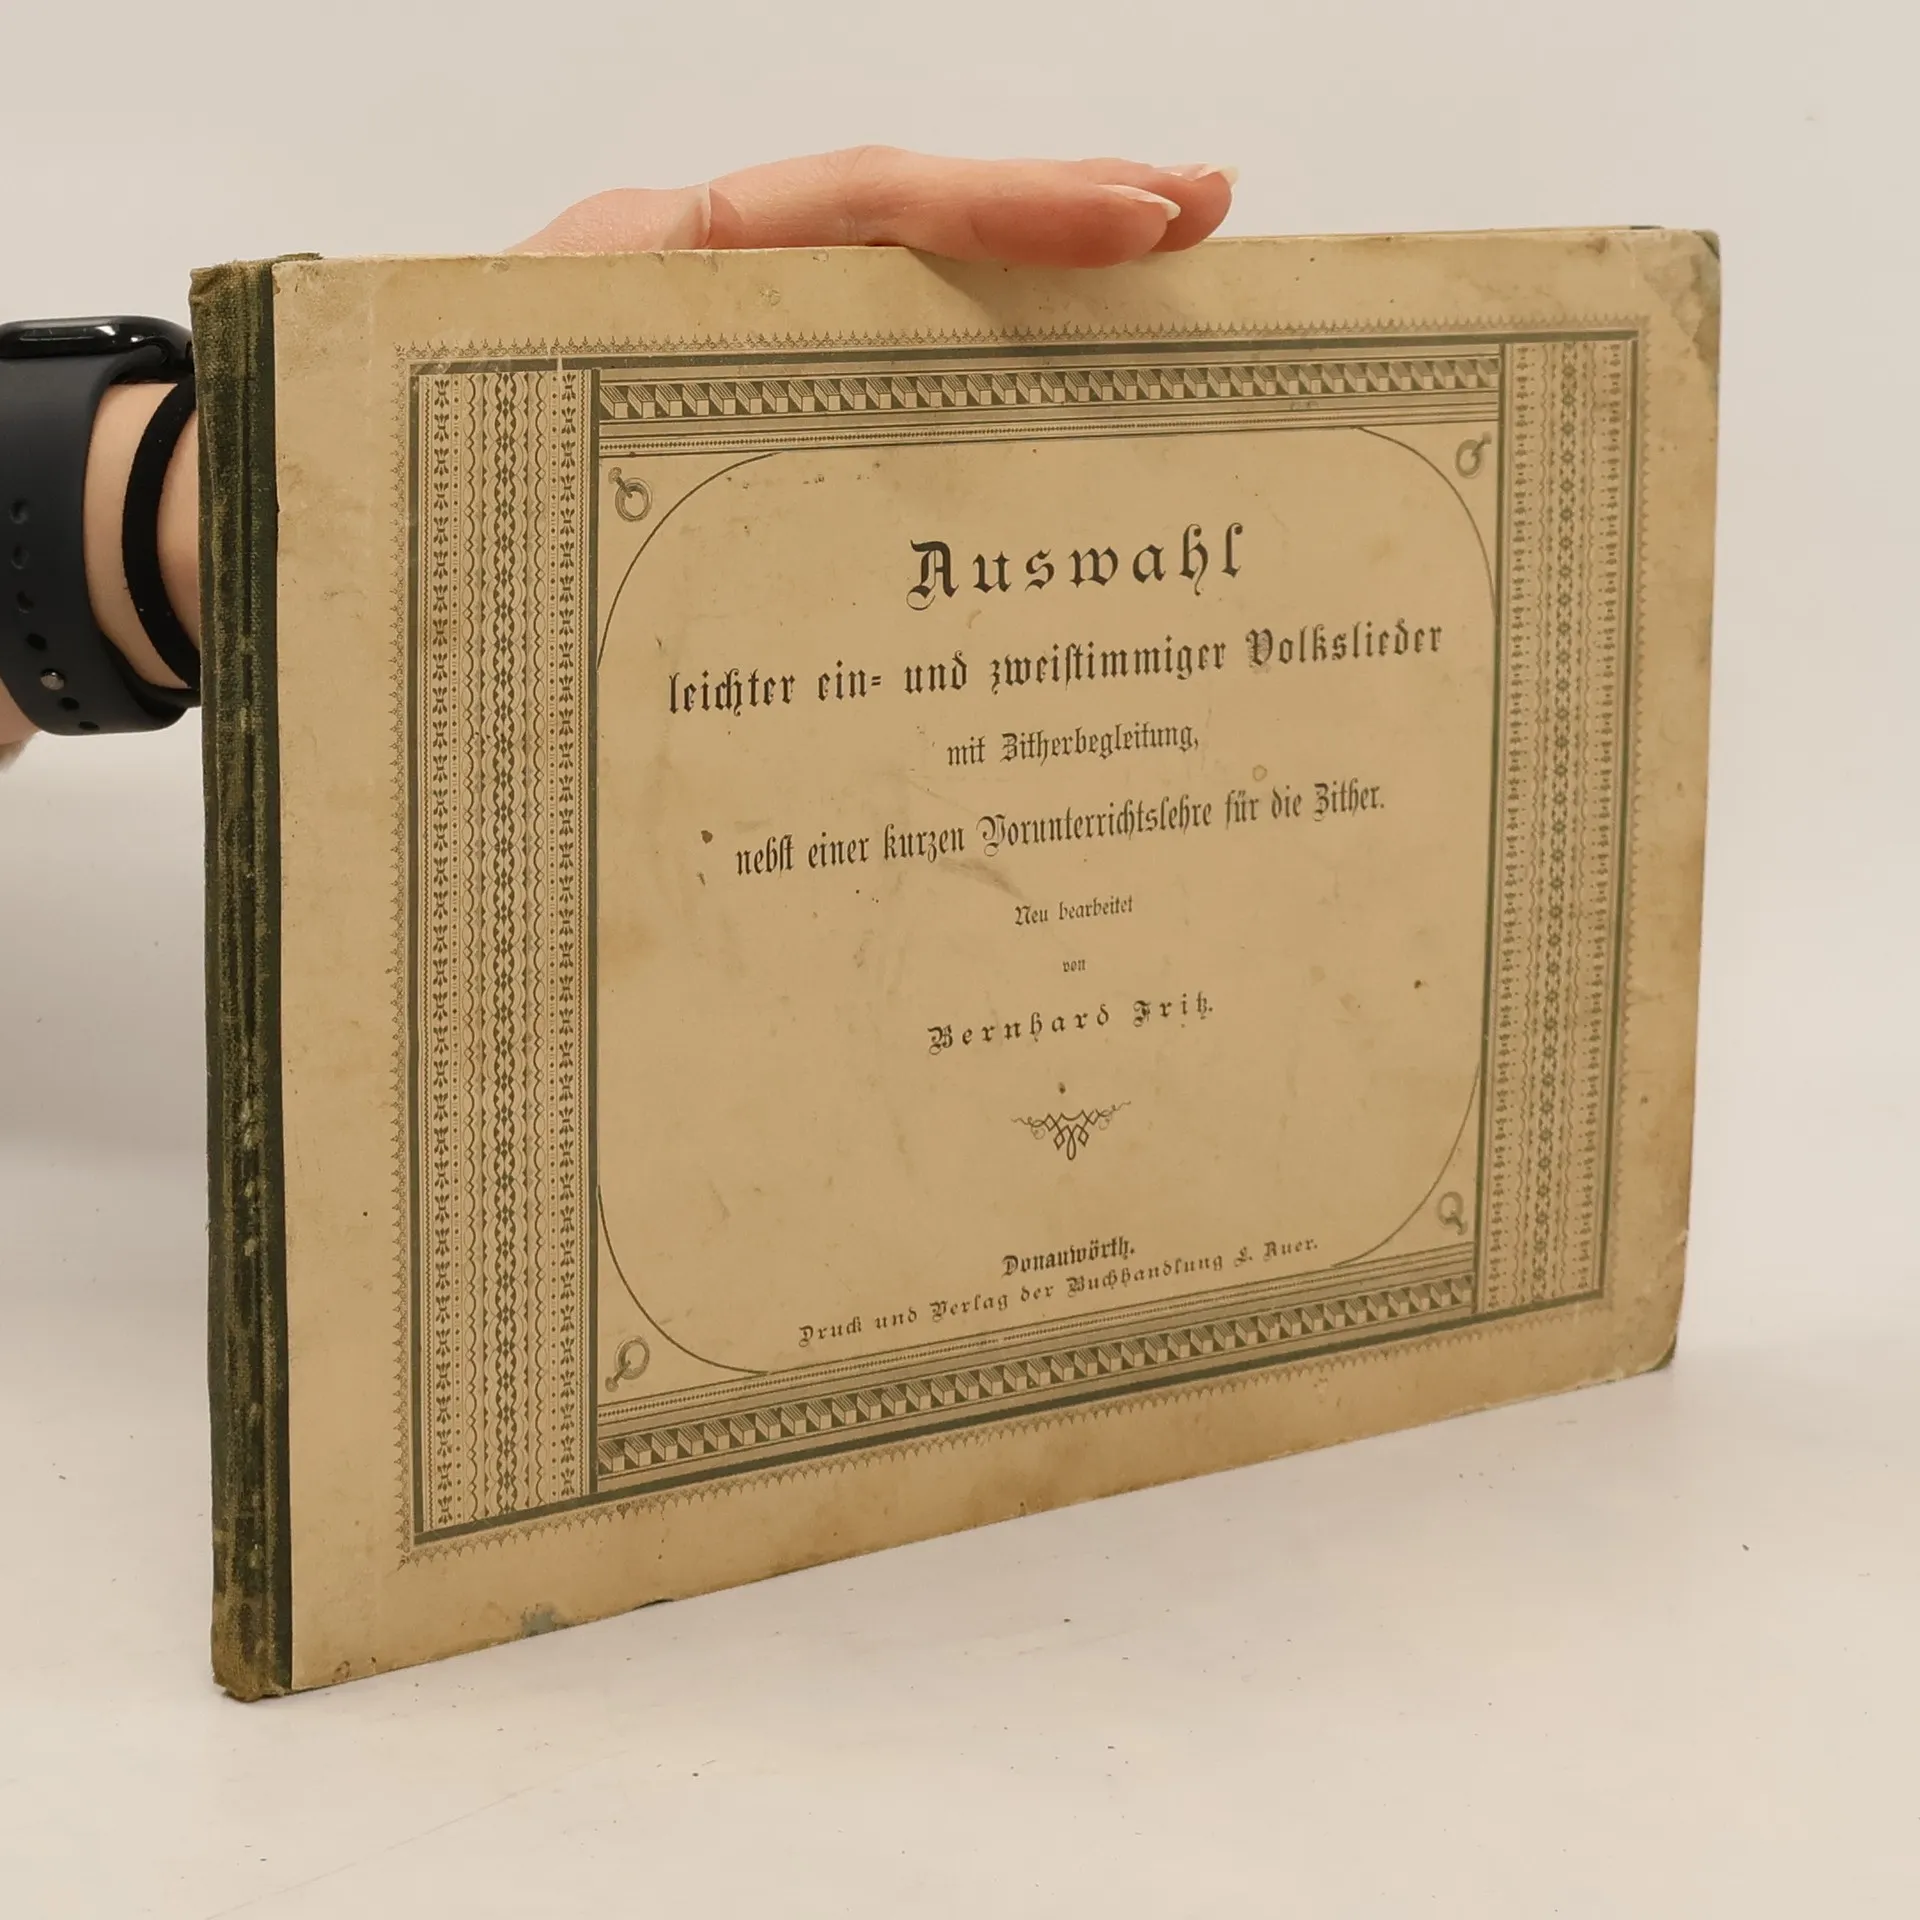 Auswahl
leichter ein= und zweistimmiger Volkslieder
mit Zitherbegleitung,
nebst einer kurzen Vorunterrichtslehre für die Zither.
Neu bearbeitet
von
Bernhard Fritz.
Donauwörth.
Druck und Verlag der Buchhandlung L. Auer.